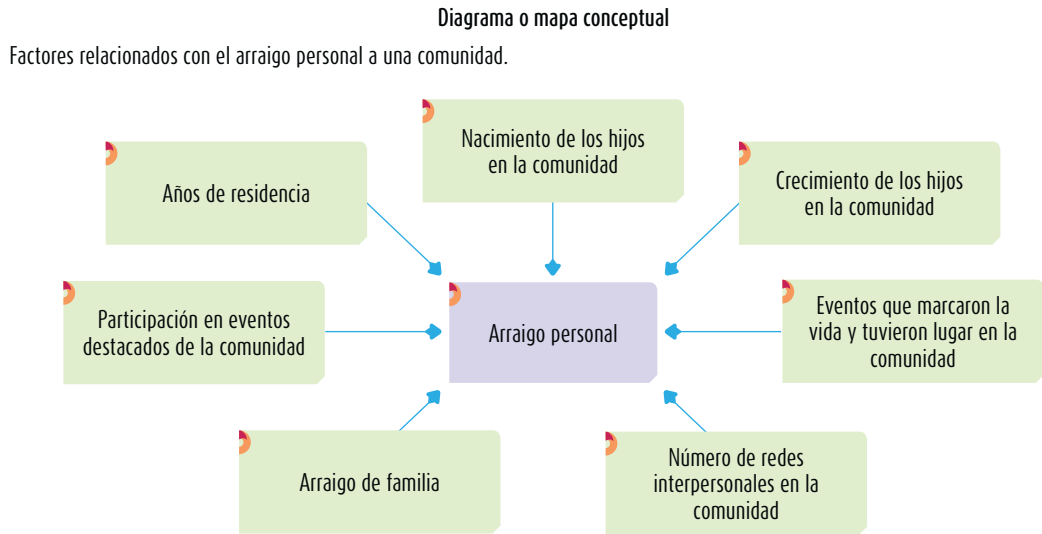 Diagrama o mapa conceptual
Factores relacionados con el arraigo personal a una comunidad.
Nacimiento de los hijos
en la comunidad
Años de residencia
Crecimiento de los hijos
en la comunidad
Participación en eventos
destacados de la comunidad
Arraigo personal
Eventos que marcaron la
vida y tuvieron lugar en la
comunidad
Arraigo de familia
Número de redes
interpersonales en la
comunidad